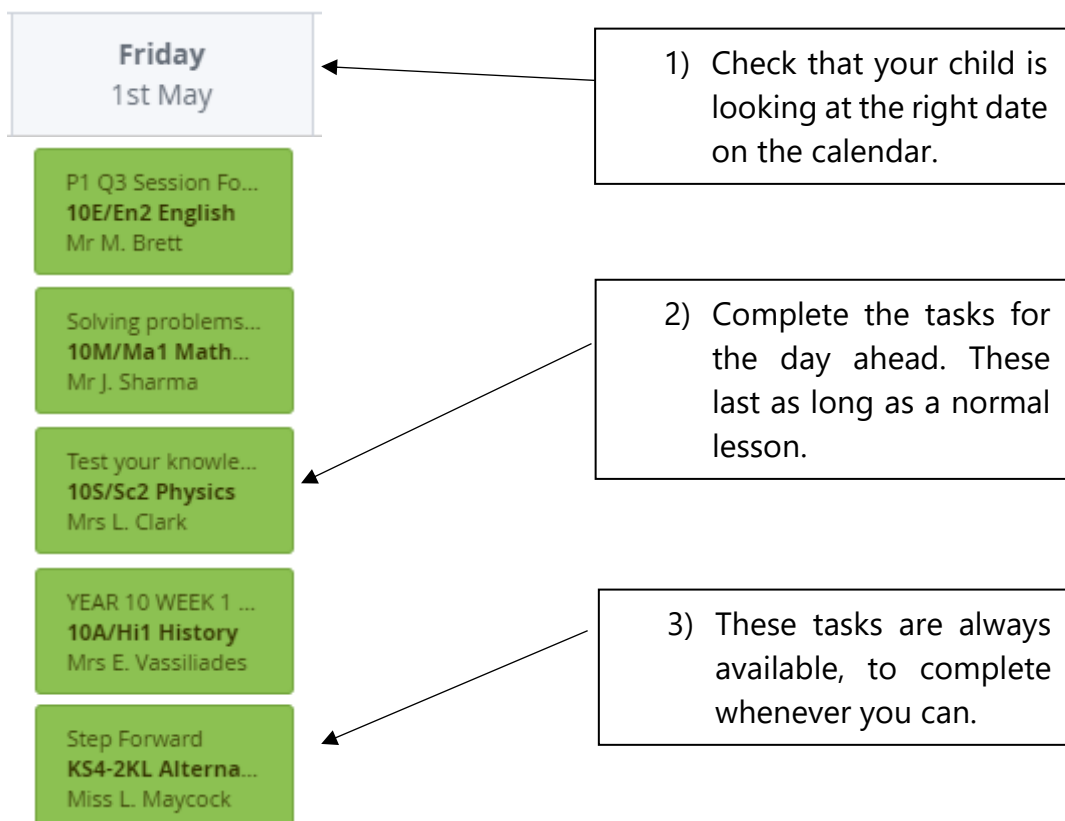 Friday
1st May
P1 Q3 Session Fo...
10E/En2 English
Mr M. Brett
Solving problems...
10M/Ma1 Math...
Mr J. Sharma
Test your knowle...
10S/Sc2 Physics
Mrs L. Clark
YEAR 10 WEEK 1 ...
10A/Hi1 History
Mrs E. Vassiliades
Step Forward
KS4-2KL Alterna...
Miss L. Maycock
1) Check that your child is
looking at the right date
on the calendar.
2) Complete the tasks for
the day ahead. These
last as long as a normal
lesson.
3) These tasks are always
available, to complete
whenever you can.